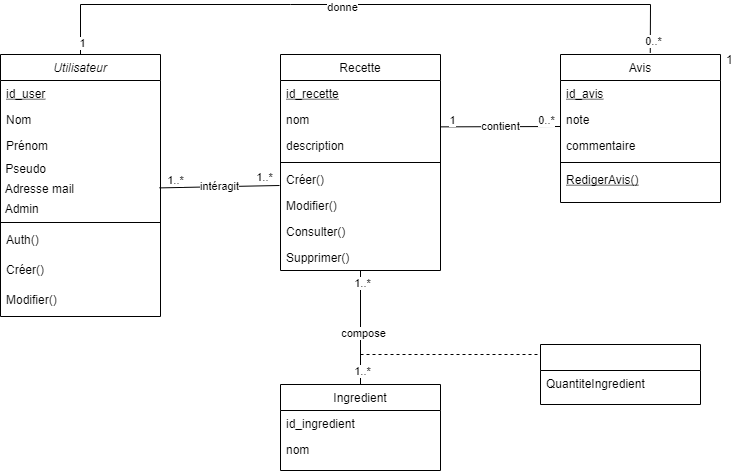 donne
1
0..*
Utilisateur
id_user
Nom
Prénom
Pseudo
Adresse mail
Admin
Auth()
Créer()
Modifier()
1..*
intéragit
1..*
Recette
id_recette
nom
description
Créer()
Modifier()
Consulter()
Supprimer()
1
contient
0..*
Avis
1
id_avis
note
commentaire
RedigerAvis()
1..*
compose
1..*
QuantiteIngredient
Ingredient
id_ingredient
nom